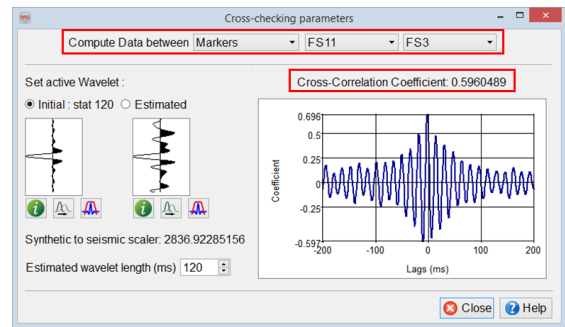 Cross-checking parameters
Compute Data between Markers FS11 FS3
Set active Wavelet :
Cross-Correlation Coefficient: 0.5960489
Initial : stat 120 Estimated
0.696
0.5
0.25
0
-0.25
-0.597
Coefficient
-200 -100 0 100 200
Lags (ms)
Synthetic to seismic scaler: 2836.92285156
Estimated wavelet length (ms) 120
Close Help